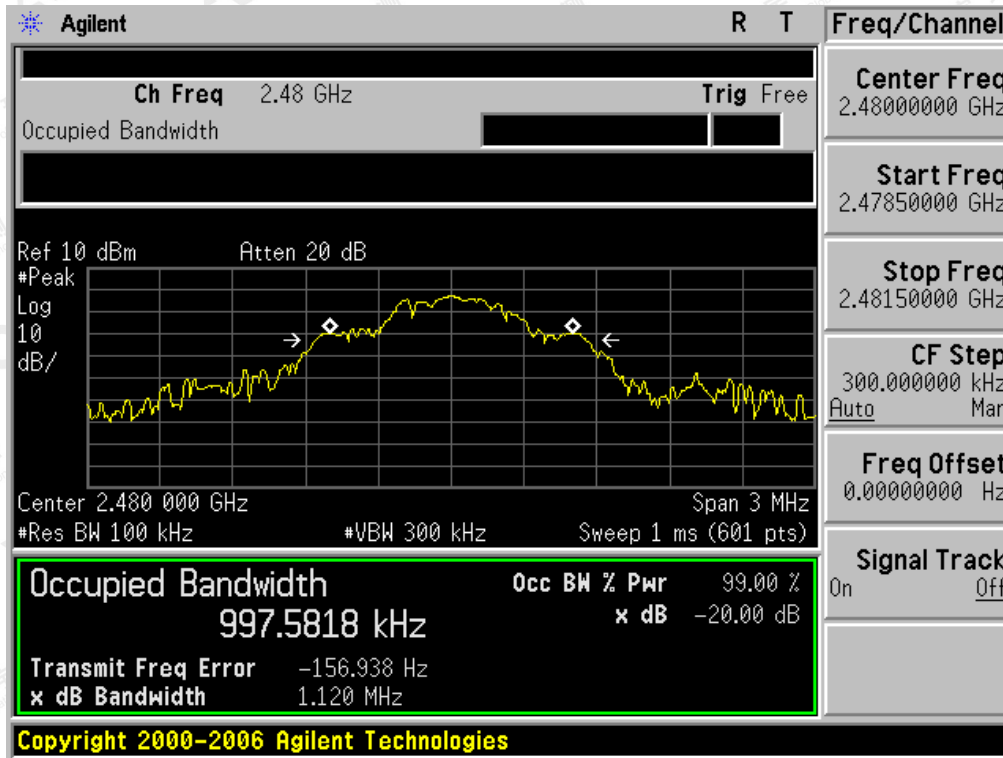 Agilent R T
Ch Freq 2.48 GHz Trig Free
Occupied Bandwidth
Ref 10 dBm Atten 20 dB
#Peak
Log
10
dB/
Center 2.480 000 GHz Span 3 MHz
#Res BW 100 kHz #VBW 300 kHz Sweep 1 ms (601 pts)
Occupied Bandwidth
997.5818 kHz
Occ BW % Pwr 99.00 %
x dB -20.00 dB
Transmit Freq Error -156.938 Hz
x dB Bandwidth 1.120 MHz
Copyright 2000-2006 Agilent Technologies
Freq/Channel
Center Freq
2.48000000 GHz
Start Freq
2.47850000 GHz
Stop Freq
2.48150000 GHz
CF Step
300.000000 kHz
Auto Man
Freq Offset
0.00000000 Hz
Signal Track
On Off